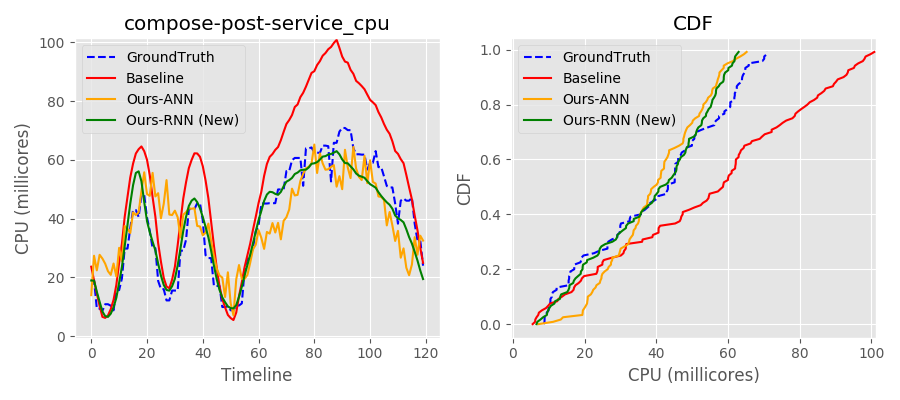 compose-post-service_cpu
CPU (millicores)
100
80
60
40
20
0
GroundTruth
Baseline
Ours-ANN
Ours-RNN (New)
0 20 40 60 80 100 120
Timeline
CDF
CDF
1.0
0.8
0.6
0.4
0.2
0.0
GroundTruth
Baseline
Ours-ANN
Ours-RNN (New)
0 20 40 60 80 100
CPU (millicores)